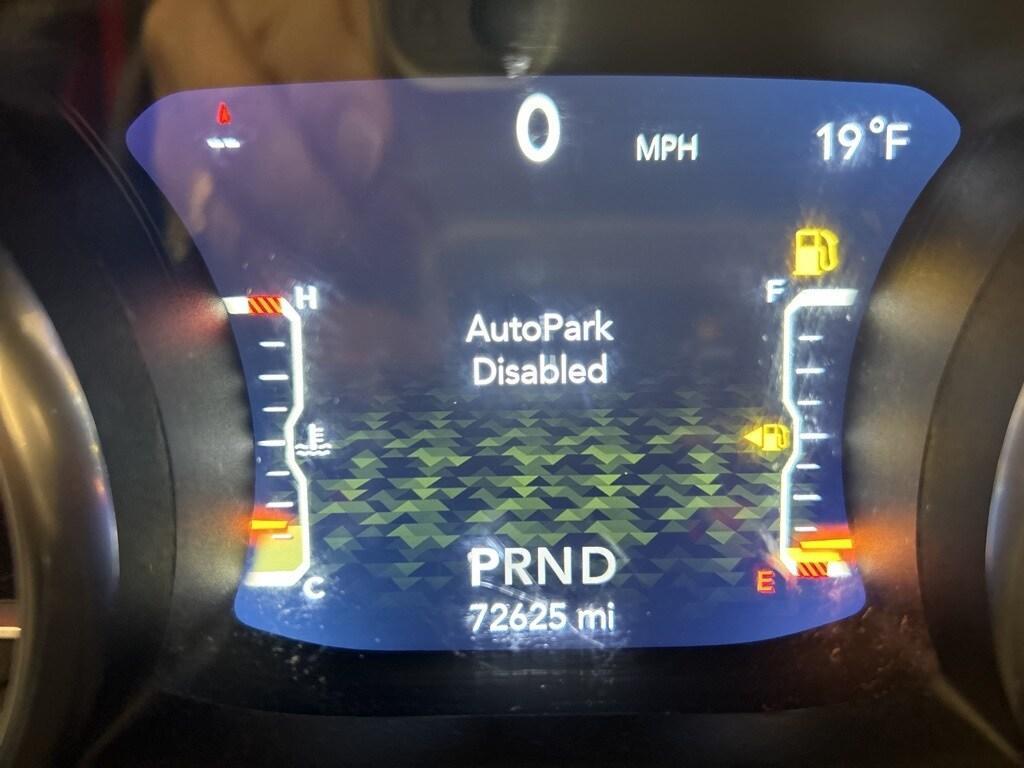 0 MPH 19°F
H
F
AutoPark
Disabled
E
C
PRND
72625 mi